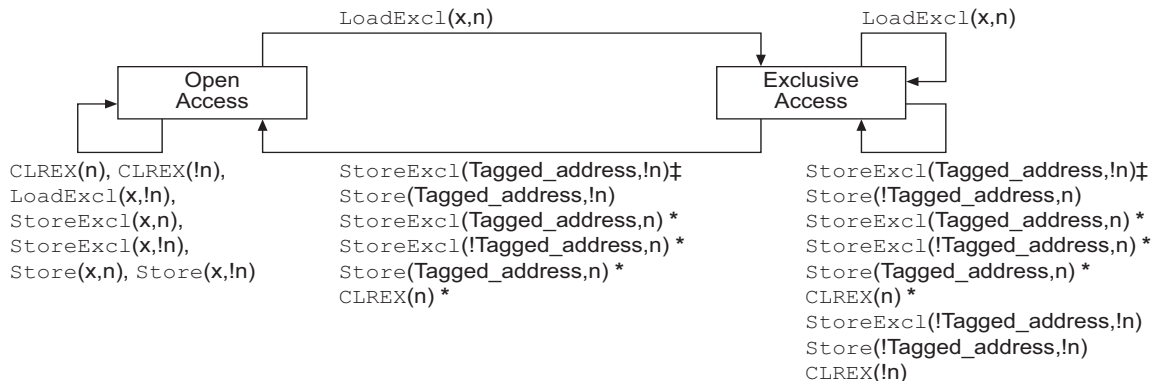 LoadExcl(x,n)
LoadExcl(x,n)
Open
Access
Exclusive
Access
CLREX(n), CLREX(!n),
LoadExcl(x,!n),
StoreExcl(x,n),
StoreExcl(x,!n),
Store(x,n), Store(x,!n)
StoreExcl(Tagged_address,!n)‡
Store(Tagged_address,!n)
StoreExcl(Tagged_address,n) *
StoreExcl(!Tagged_address,n) *
Store(Tagged_address,n) *
CLREX(n) *
StoreExcl(Tagged_address,!n)‡
Store(!Tagged_address,n)
StoreExcl(Tagged_address,n) *
StoreExcl(!Tagged_address,n) *
Store(Tagged_address,n) *
CLREX(n) *
StoreExcl(!Tagged_address,!n)
Store(!Tagged_address,!n)
CLREX(!n)